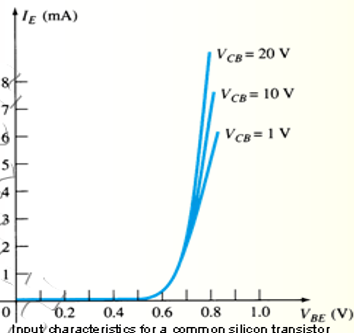 I_E (mA)
V_CB = 20 V
8
V_CB = 10 V
7
6
V_CB = 1 V
5
4
3
2
1
0 0.2 0.4 0.6 0.8 1.0 V_BE (V)
Input characteristics for a common silicon transistor